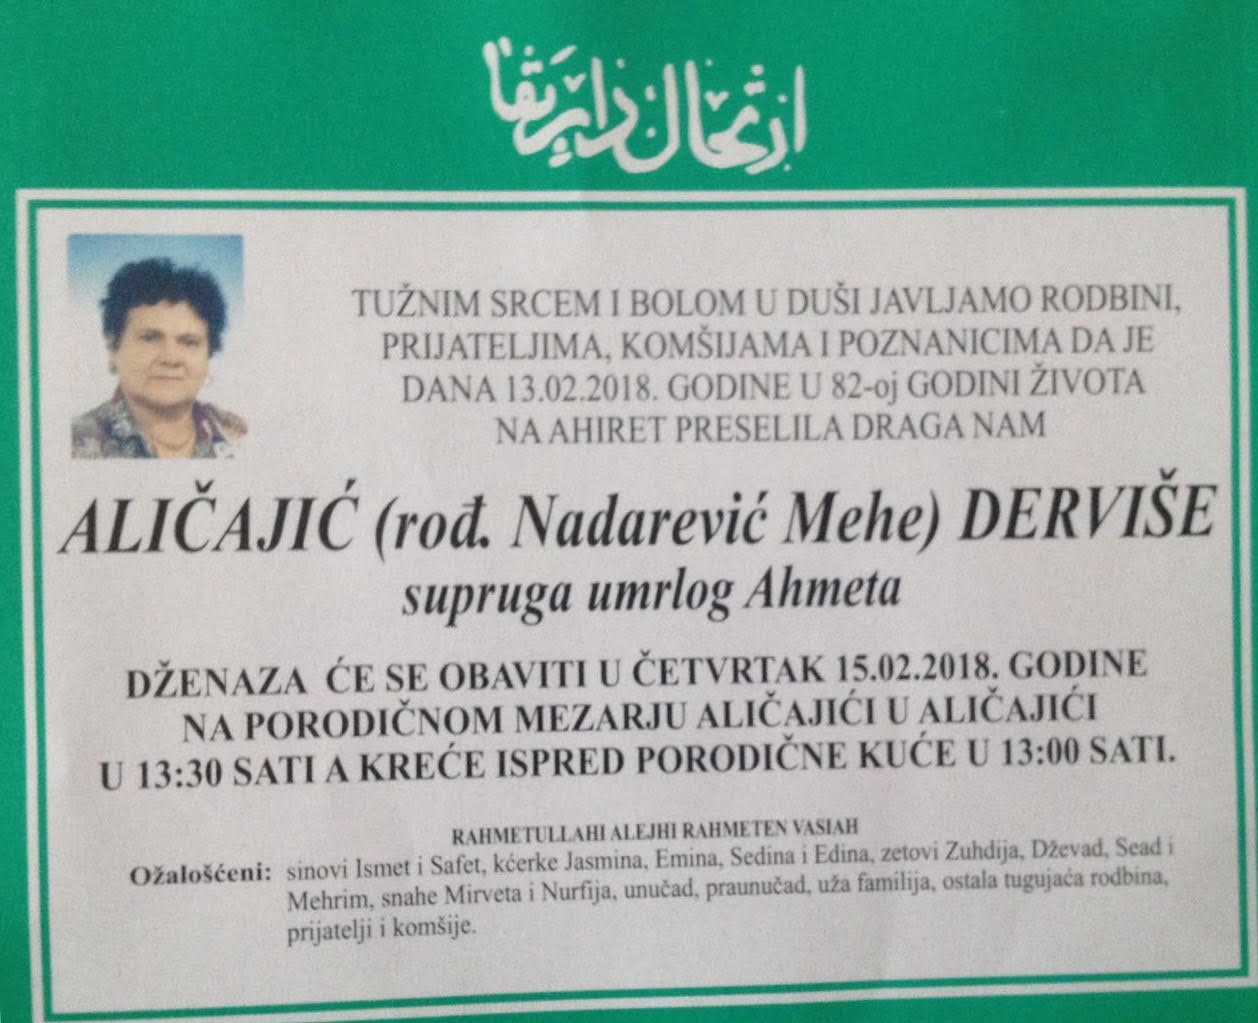 ارتحال دار بقا
TUŽNIM SRCEM I BOLOM U DUŠI JAVLJAMO RODBINI,
PRIJATELJIMA, KOMŠIJAMA I POZNANICIMA DA JE
DANA 13.02.2018. GODINE U 82-oj GODINI ŽIVOTA
NA AHIRET PRESELILA DRAGA NAM
ALIČAJIĆ (rođ. Nadarević Mehe) DERVIŠE
supruga umrlog Ahmeta
DŽENAZA ĆE SE OBAVITI U ČETVRTAK 15.02.2018. GODINE
NA PORODIČNOM MEZARJU ALIČAJIĆI U ALIČAJIĆI
U 13:30 SATI A KREĆE ISPRED PORODIČNE KUĆE U 13:00 SATI.
RAHMETULLAHI ALEJHI RAHMETEN VASIAH
Ožalošćeni: sinovi Ismet i Safet, kćerke Jasmina, Emina, Sedina i Edina, zetovi Zuhdija, Dževad, Sead i
Mehrim, snahe Mirveta i Nurfija, unučad, praunučad, uža familija, ostala tugujaća rodbina,
prijatelji i komšije.